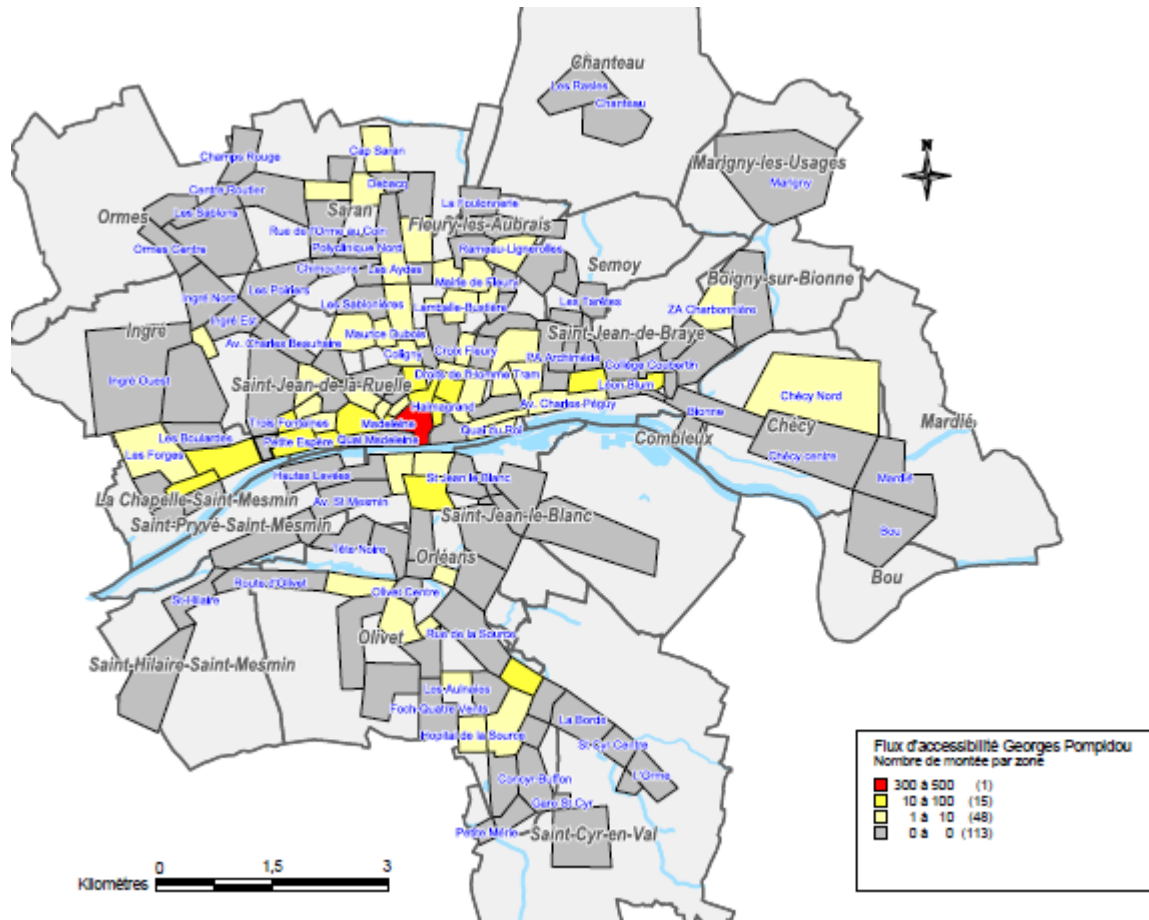 Chanteau
Les Rasles
Chanteau
Champs Rouge
Cap Saran
Marigny-les-Usages
Marigny
Centre Routier
Debacq
La Foulonnerie
Ormes
Les Sablons
Saran
Fleury-les-Aubrais
Rue de l'Orme au Coin
Ormes Centre
Polyclinique Nord
Rameau-Lignerolles
Semoy
Chimoutons
Les Aydes
Boigny-sur-Bionne
Ingré Nord
Les Poiriers
Mairie de Fleury
Les Sablonières
Lamballe-Bustière
Les Tarêtes
ZA Charbonnière
Ingré
Ingré Est
Maurice Dubois
Saint-Jean-de-Braye
Av. Charles Beauhaire
Coligny
Croix Fleury
PA Archimède
Collège Coubertin
Ingré Ouest
Saint-Jean-de-la-Ruelle
Droits de l'Homme Tram
Léon Blum
Chécy Nord
Halmagrand
Av. Charles-Péguy
Bionne
Mardié
Trois Fontaines
Madeleine
Quai du Roi
Chécy
Les Boulards
Petite Espère
Quai Madeleine
Combleux
Les Forges
Chécy centre
Hautes Levées
St Jean le Blanc
Mardié
La Chapelle-Saint-Mesmin
Av. St Mesmin
Saint-Jean-le-Blanc
Saint-Pryvé-Saint-Mesmin
Bou
Tête Noire
Orléans
Bou
Route d'Olivet
Olivet Centre
St-Hilaire
Olivet
Rue de la Source
Saint-Hilaire-Saint-Mesmin
Les Aulnaies
Foch-Quatre Vents
La Borde
Hopital de la Source
St-Cyr Centre
L'Orme
Concyr-Buffon
Gare St Cyr
Petite Mérie
Saint-Cyr-en-Val
N
0 1,5 3
Kilomètres
Flux d'accessibilité Georges Pompidou
Nombre de montée par zone
300 à 500 (1)
10 à 100 (15)
1 à 10 (48)
0 à 0 (113)